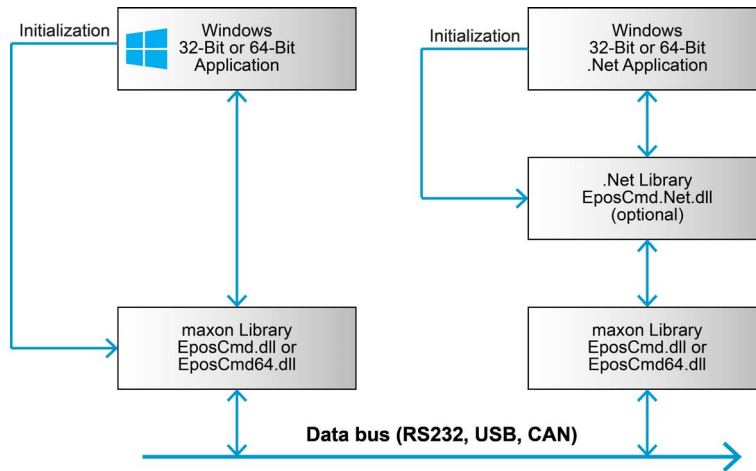 Initialization
Windows
32-Bit or 64-Bit
Application
Initialization
Windows
32-Bit or 64-Bit
.Net Application
.Net Library
EposCmd.Net.dll
(optional)
maxon Library
EposCmd.dll or
EposCmd64.dll
maxon Library
EposCmd.dll or
EposCmd64.dll
Data bus (RS232, USB, CAN)